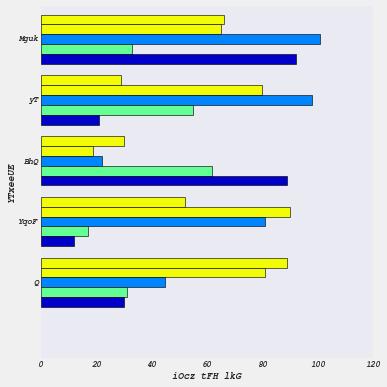 Mguk
yT
BhQ
YqoF
Q
YTxeeUE
0 20 40 60 80 100 120
iOcz tFH lkG